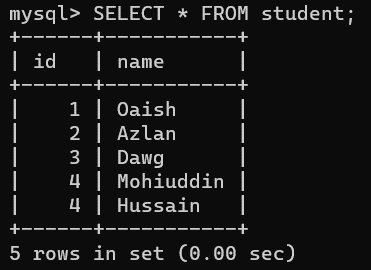 mysql> SELECT * FROM student;
+------+-----------+
| id   | name      |
+------+-----------+
|    1 | Oaish     |
|    2 | Azlan     |
|    3 | Dawg      |
|    4 | Mohiuddin |
|    4 | Hussain   |
+------+-----------+
5 rows in set (0.00 sec)